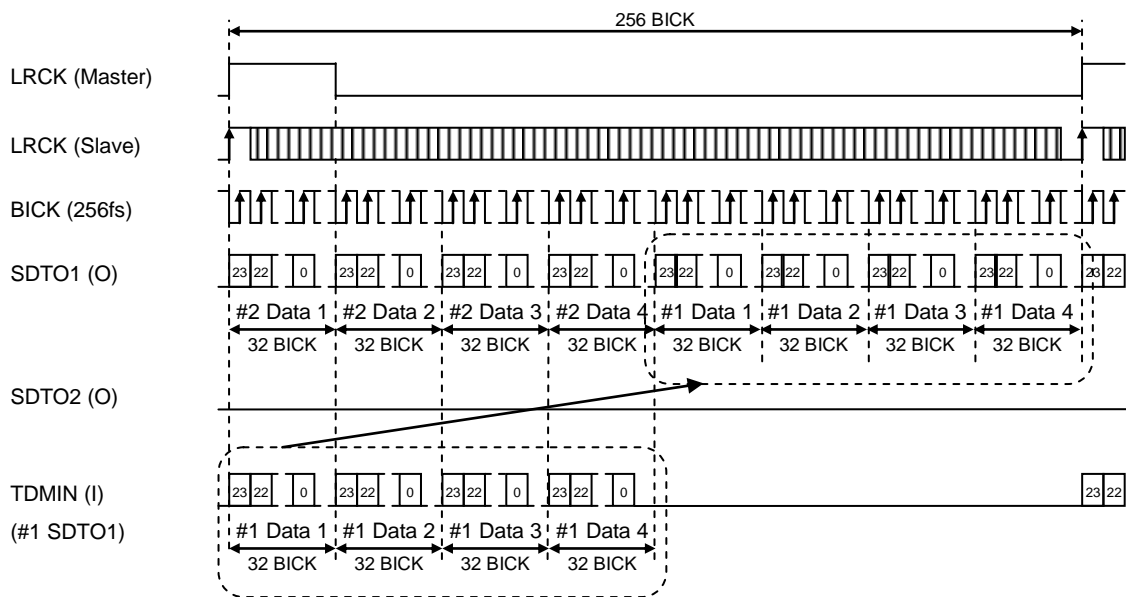 256 BICK
LRCK (Master)
LRCK (Slave)
BICK (256fs)
SDTO1 (O)
23 22 0 23 22 0 23 22 0 23 22 0 23 22 0 23 22 0 23 22 0 23 22 0 23 22
#2 Data 1 #2 Data 2 #2 Data 3 #2 Data 4 #1 Data 1 #1 Data 2 #1 Data 3 #1 Data 4
32 BICK 32 BICK 32 BICK 32 BICK 32 BICK 32 BICK 32 BICK 32 BICK
SDTO2 (O)
TDMIN (I)
23 22 0 23 22 0 23 22 0 23 22 0 23 22
(#1 SDTO1)
#1 Data 1 #1 Data 2 #1 Data 3 #1 Data 4
32 BICK 32 BICK 32 BICK 32 BICK